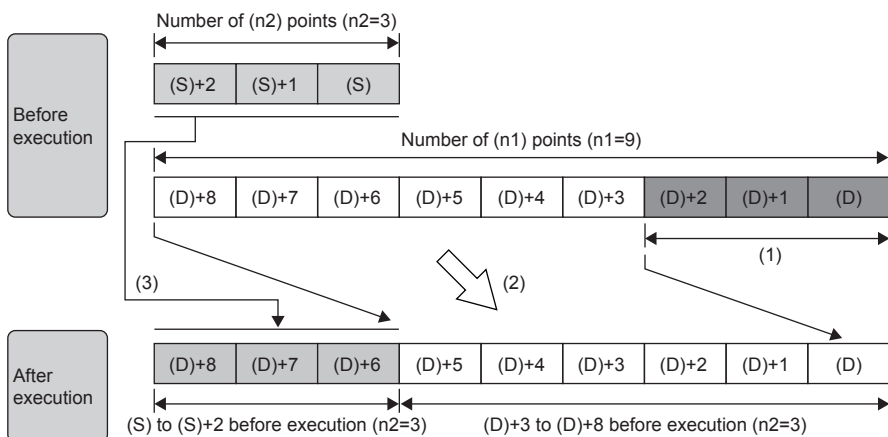 Number of (n2) points (n2=3)
Before
execution
(S)+2 (S)+1 (S)
Number of (n1) points (n1=9)
(D)+8 (D)+7 (D)+6 (D)+5 (D)+4 (D)+3 (D)+2 (D)+1 (D)
(1)
(3)
(2)
After
execution
(D)+8 (D)+7 (D)+6 (D)+5 (D)+4 (D)+3 (D)+2 (D)+1 (D)
(S) to (S)+2 before execution (n2=3) (D)+3 to (D)+8 before execution (n2=3)